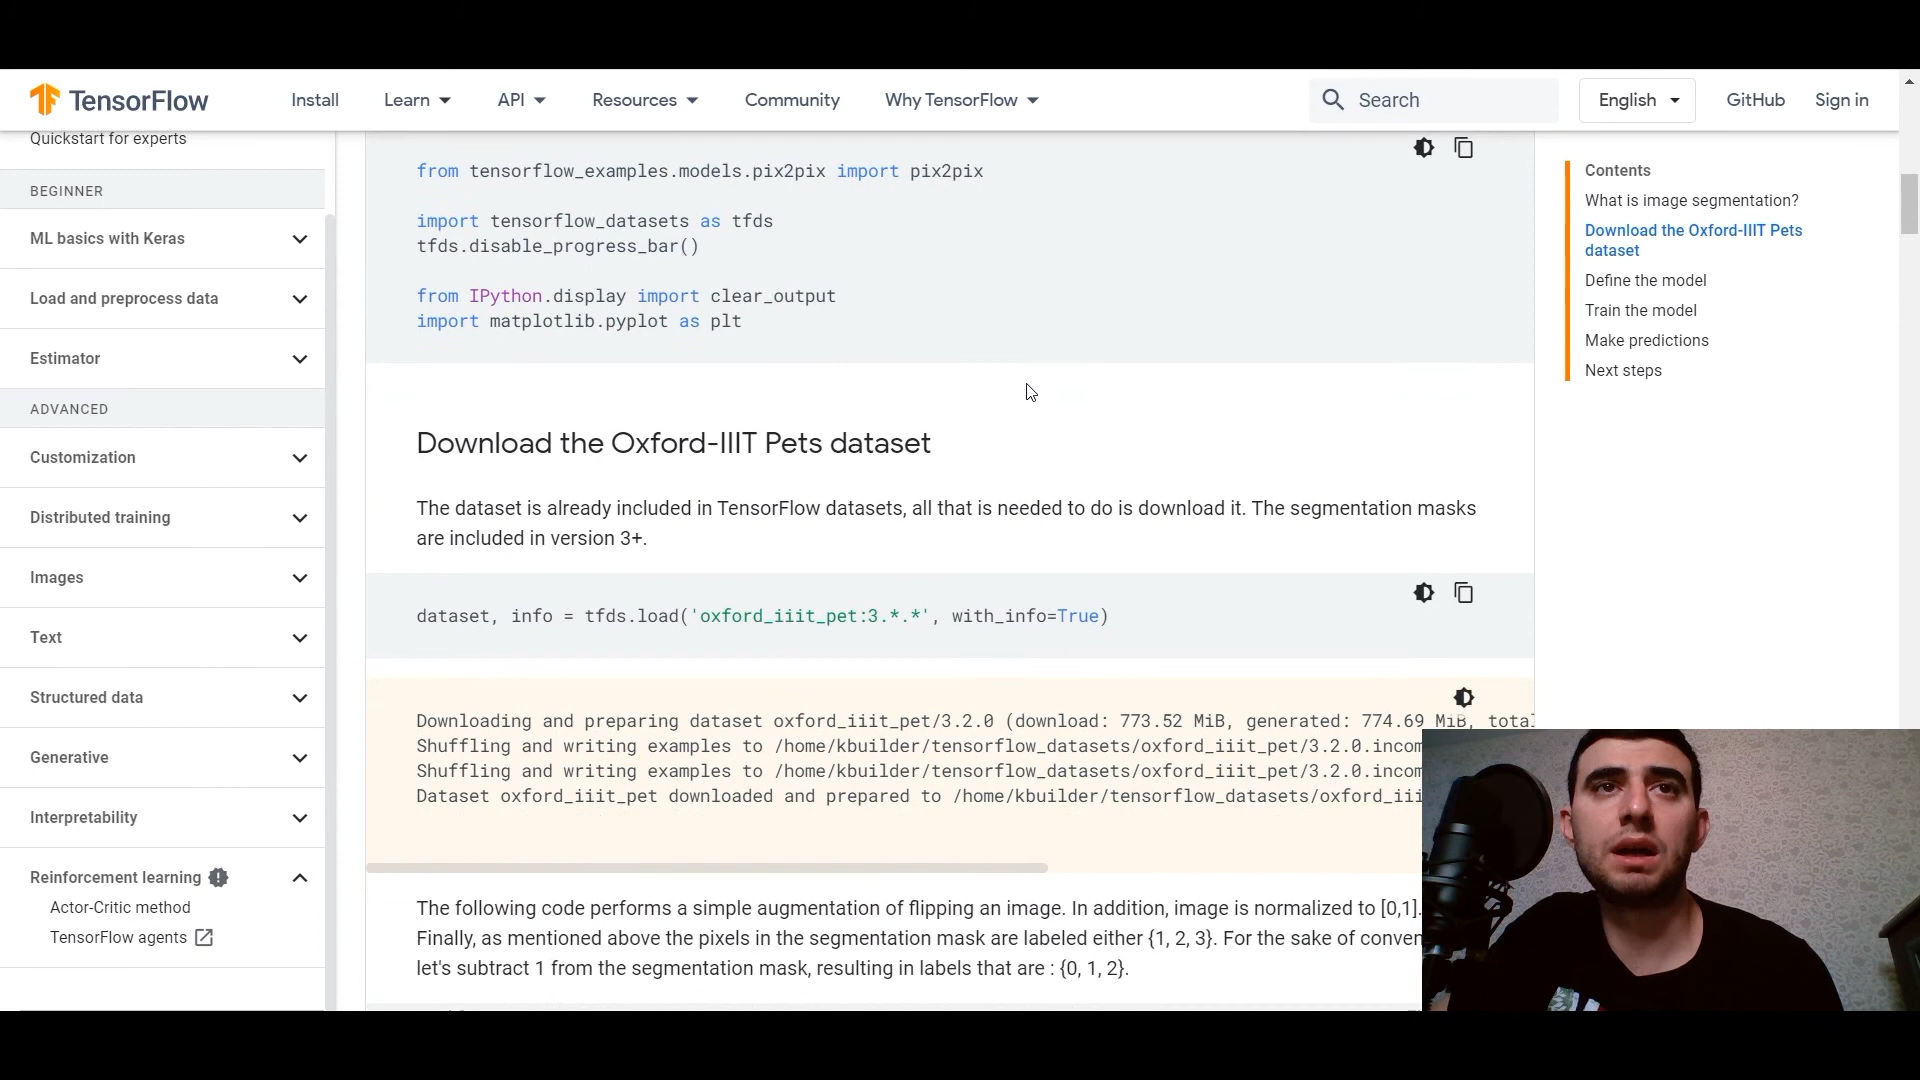 TensorFlow
Install
Learn
API
Resources
Community
Why TensorFlow
Search
English
GitHub
Sign in
Quickstart for experts
BEGINNER
ML basics with Keras
Load and preprocess data
Estimator
ADVANCED
Customization
Distributed training
Images
Text
Structured data
Generative
Interpretability
Reinforcement learning
Actor-Critic method
TensorFlow agents
from tensorflow_examples.models.pix2pix import pix2pix
import tensorflow_datasets as tfds
tfds.disable_progress_bar()
from IPython.display import clear_output
import matplotlib.pyplot as plt
Download the Oxford-IIIT Pets dataset
The dataset is already included in TensorFlow datasets, all that is needed to do is download it. The segmentation masks
are included in version 3+.
dataset, info = tfds.load('oxford_iiit_pet:3.*.*', with_info=True)
Downloading and preparing dataset oxford_iiit_pet/3.2.0 (download: 773.52 MiB, generated: 774.69 MiB, total
Shuffling and writing examples to /home/kbuilder/tensorflow_datasets/oxford_iiit_pet/3.2.0.incom
Shuffling and writing examples to /home/kbuilder/tensorflow_datasets/oxford_iiit_pet/3.2.0.incom
Dataset oxford_iiit_pet downloaded and prepared to /home/kbuilder/tensorflow_datasets/oxford_iii
The following code performs a simple augmentation of flipping an image. In addition, image is normalized to [0,1].
Finally, as mentioned above the pixels in the segmentation mask are labeled either {1, 2, 3}. For the sake of conven
let's subtract 1 from the segmentation mask, resulting in labels that are : {0, 1, 2}.
Contents
What is image segmentation?
Download the Oxford-IIIT Pets
dataset
Define the model
Train the model
Make predictions
Next steps